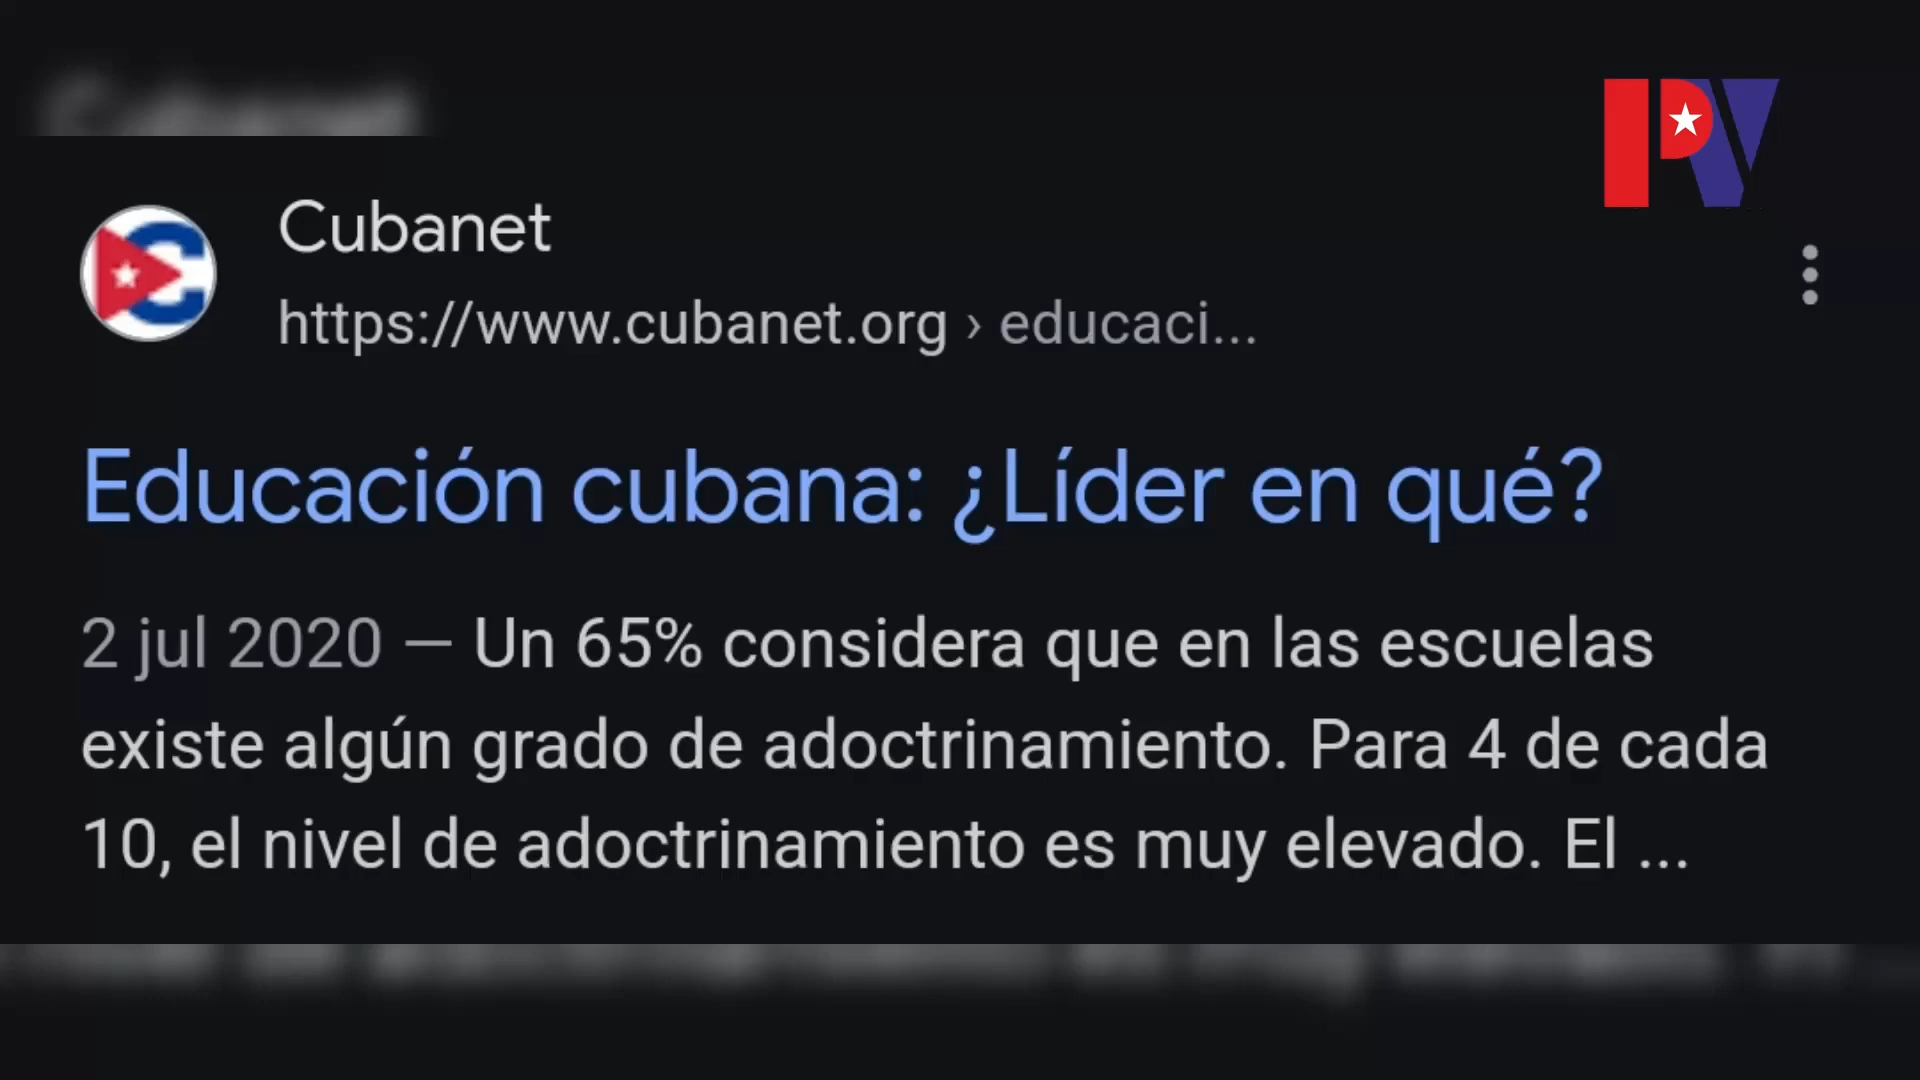 Cubanet
https://www.cubanet.org › educaci...
Educación cubana: ¿Líder en qué?
2 jul 2020 — Un 65% considera que en las escuelas
existe algún grado de adoctrinamiento. Para 4 de cada
10, el nivel de adoctrinamiento es muy elevado. El ...